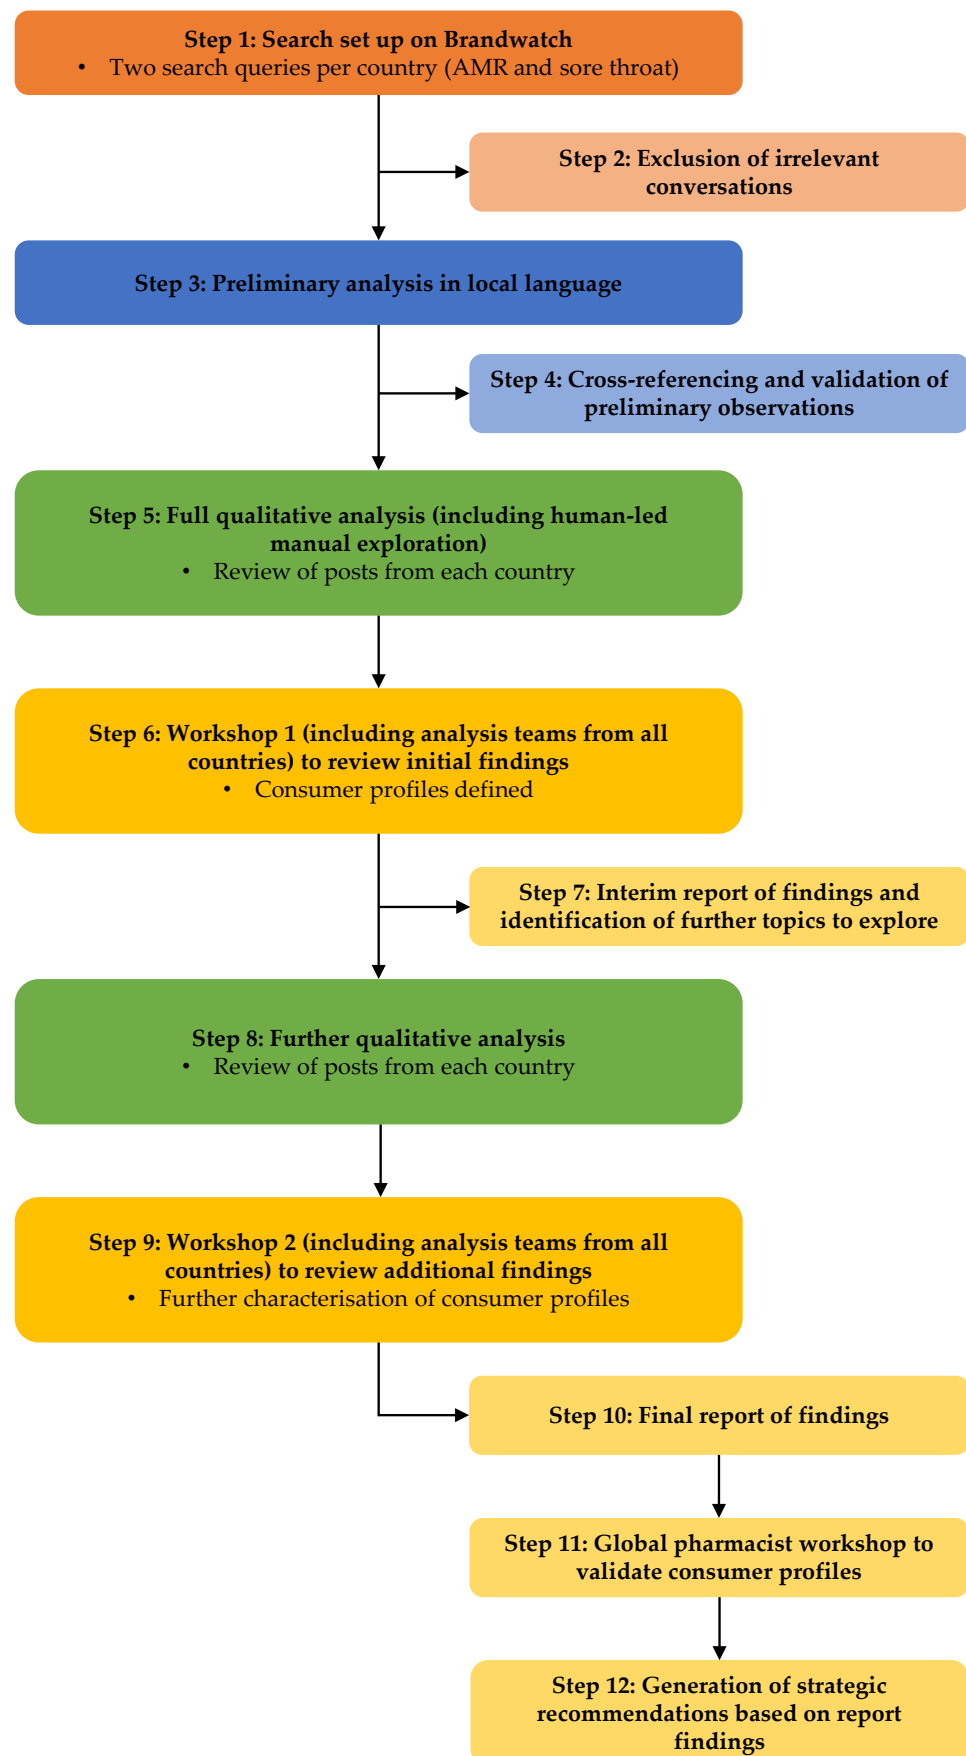 Step 1: Search set up on Brandwatch
• Two search queries per country (AMR and sore throat)
Step 2: Exclusion of irrelevant
conversations
Step 3: Preliminary analysis in local language
Step 4: Cross-referencing and validation of
preliminary observations
Step 5: Full qualitative analysis (including human-led
manual exploration)
• Review of posts from each country
Step 6: Workshop 1 (including analysis teams from all
countries) to review initial findings
• Consumer profiles defined
Step 7: Interim report of findings and
identification of further topics to explore
Step 8: Further qualitative analysis
• Review of posts from each country
Step 9: Workshop 2 (including analysis teams from all
countries) to review additional findings
• Further characterisation of consumer profiles
Step 10: Final report of findings
Step 11: Global pharmacist workshop to
validate consumer profiles
Step 12: Generation of strategic
recommendations based on report
findings